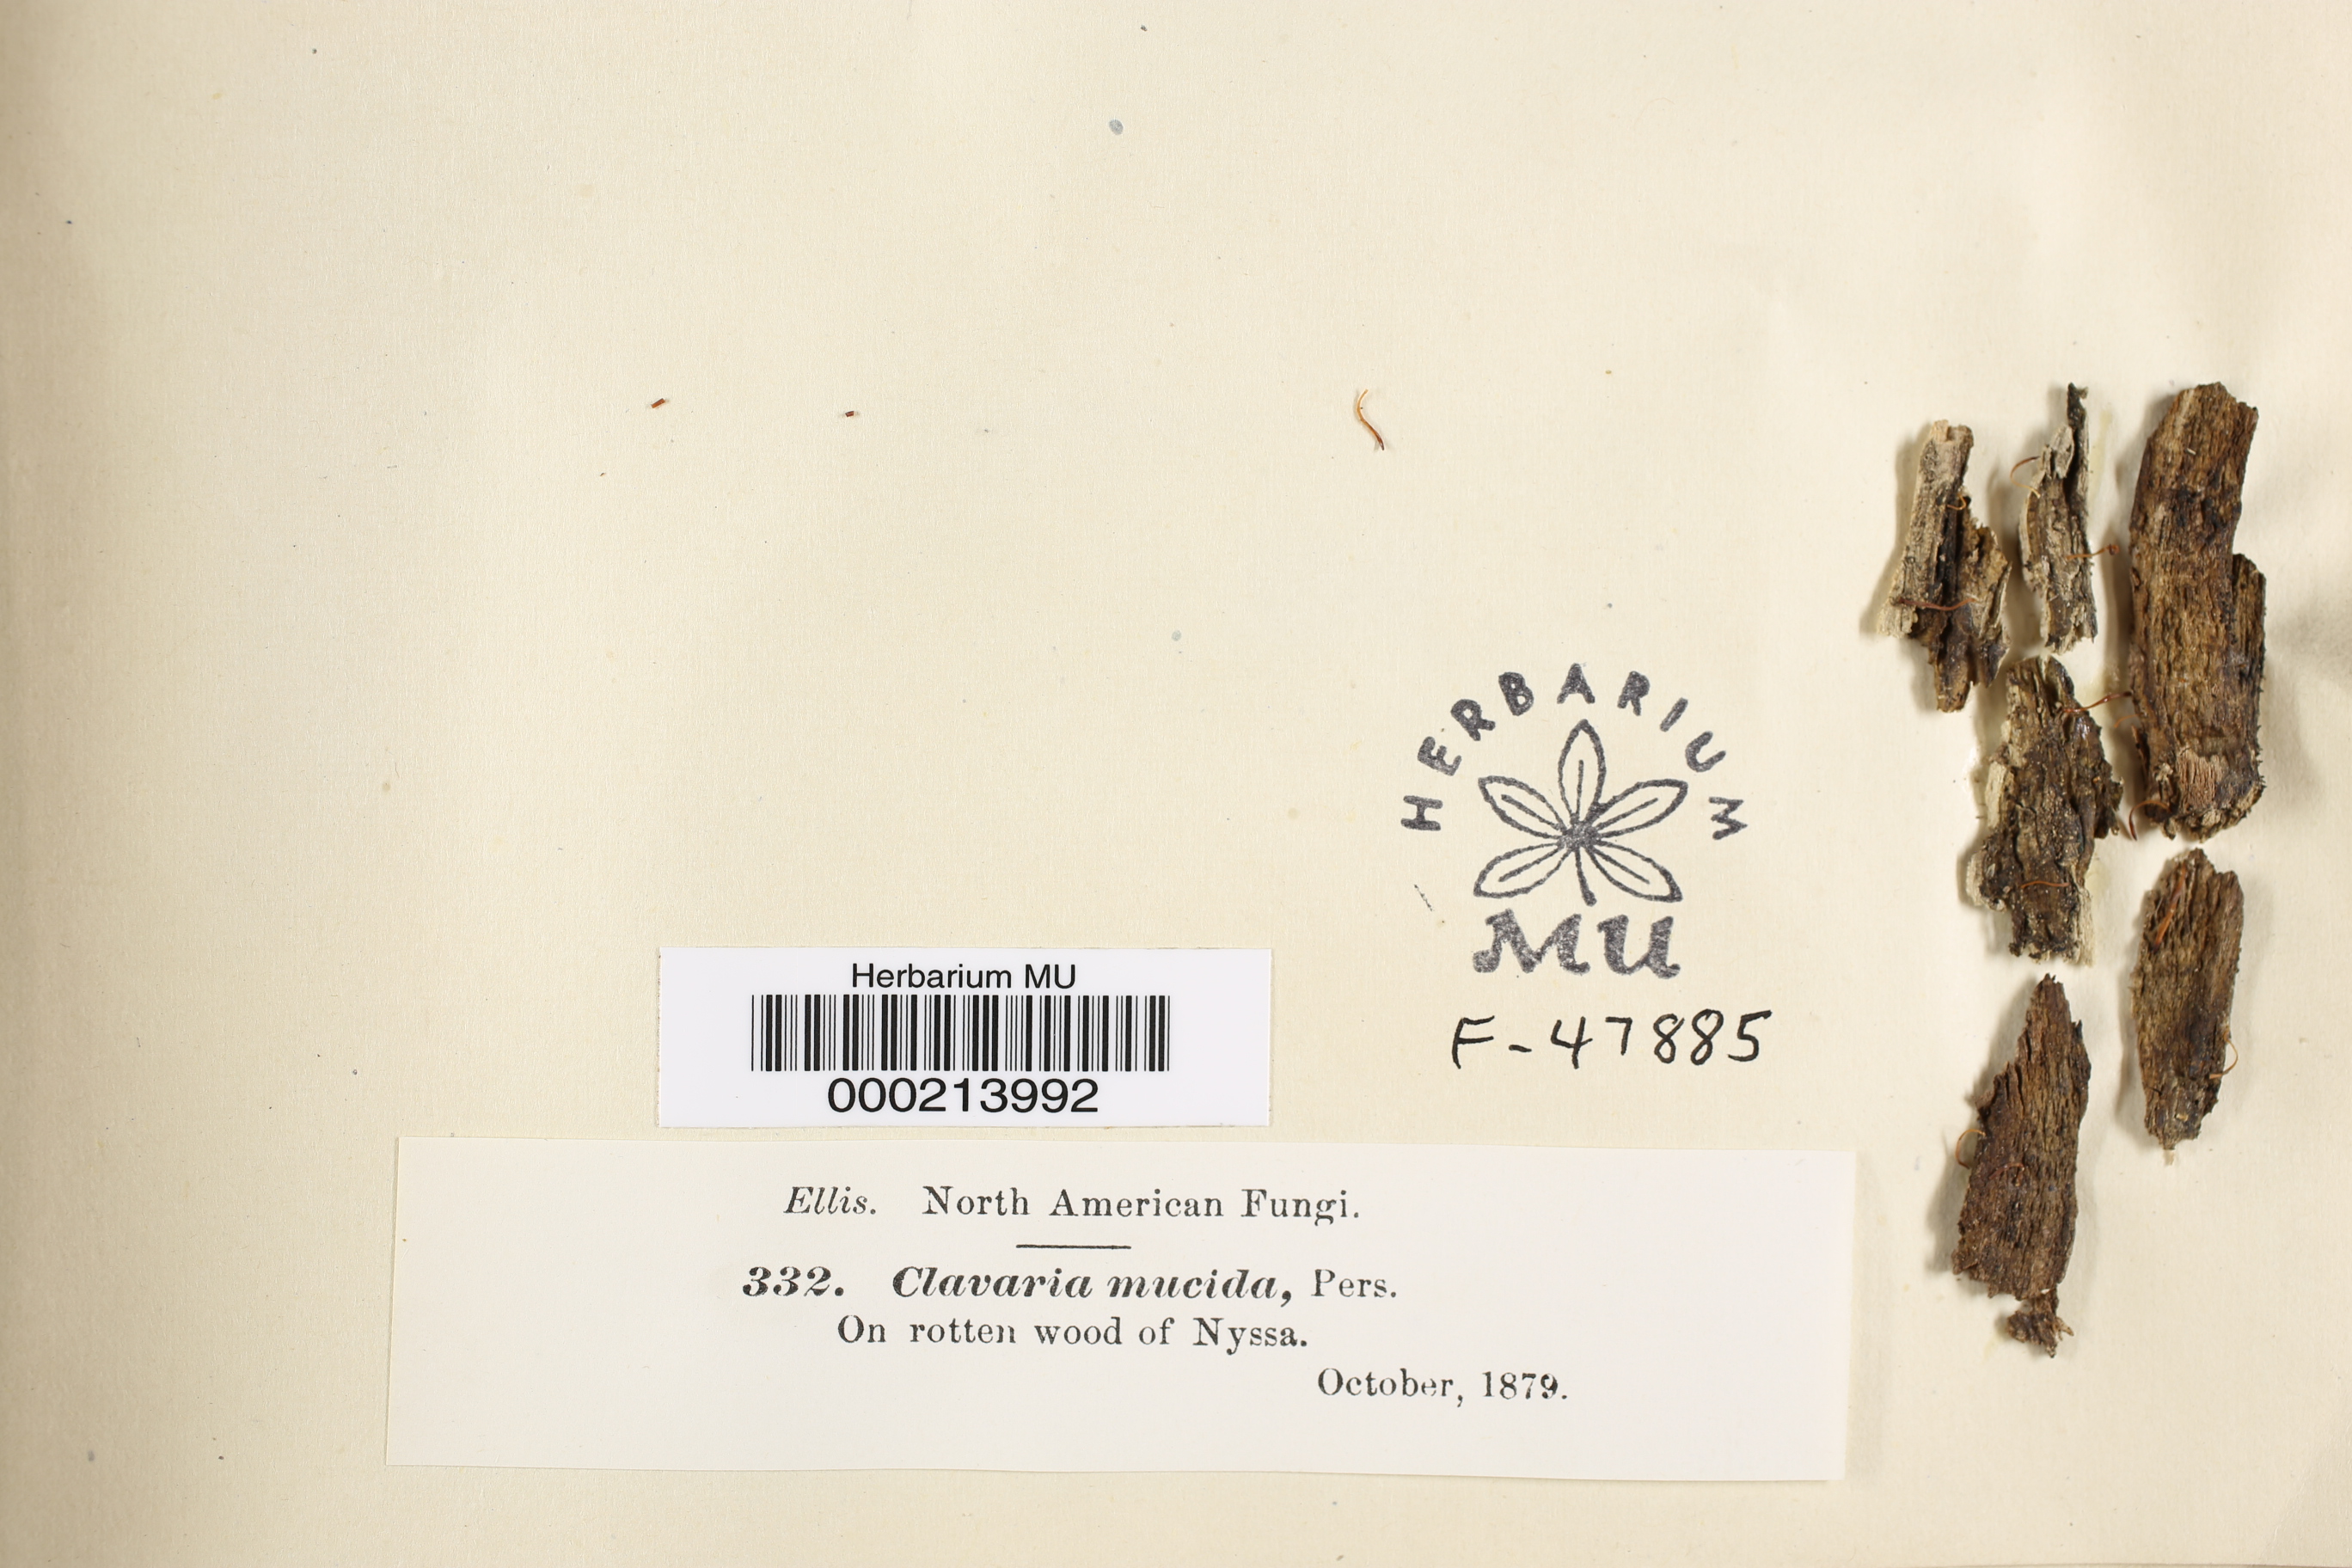 HERBARIUM
MU
F-47885
Herbarium MU
000213992
Ellis. North American Fungi.
332. Clavaria mucida, Pers.
On rotten wood of Nyssa.
October, 1879.